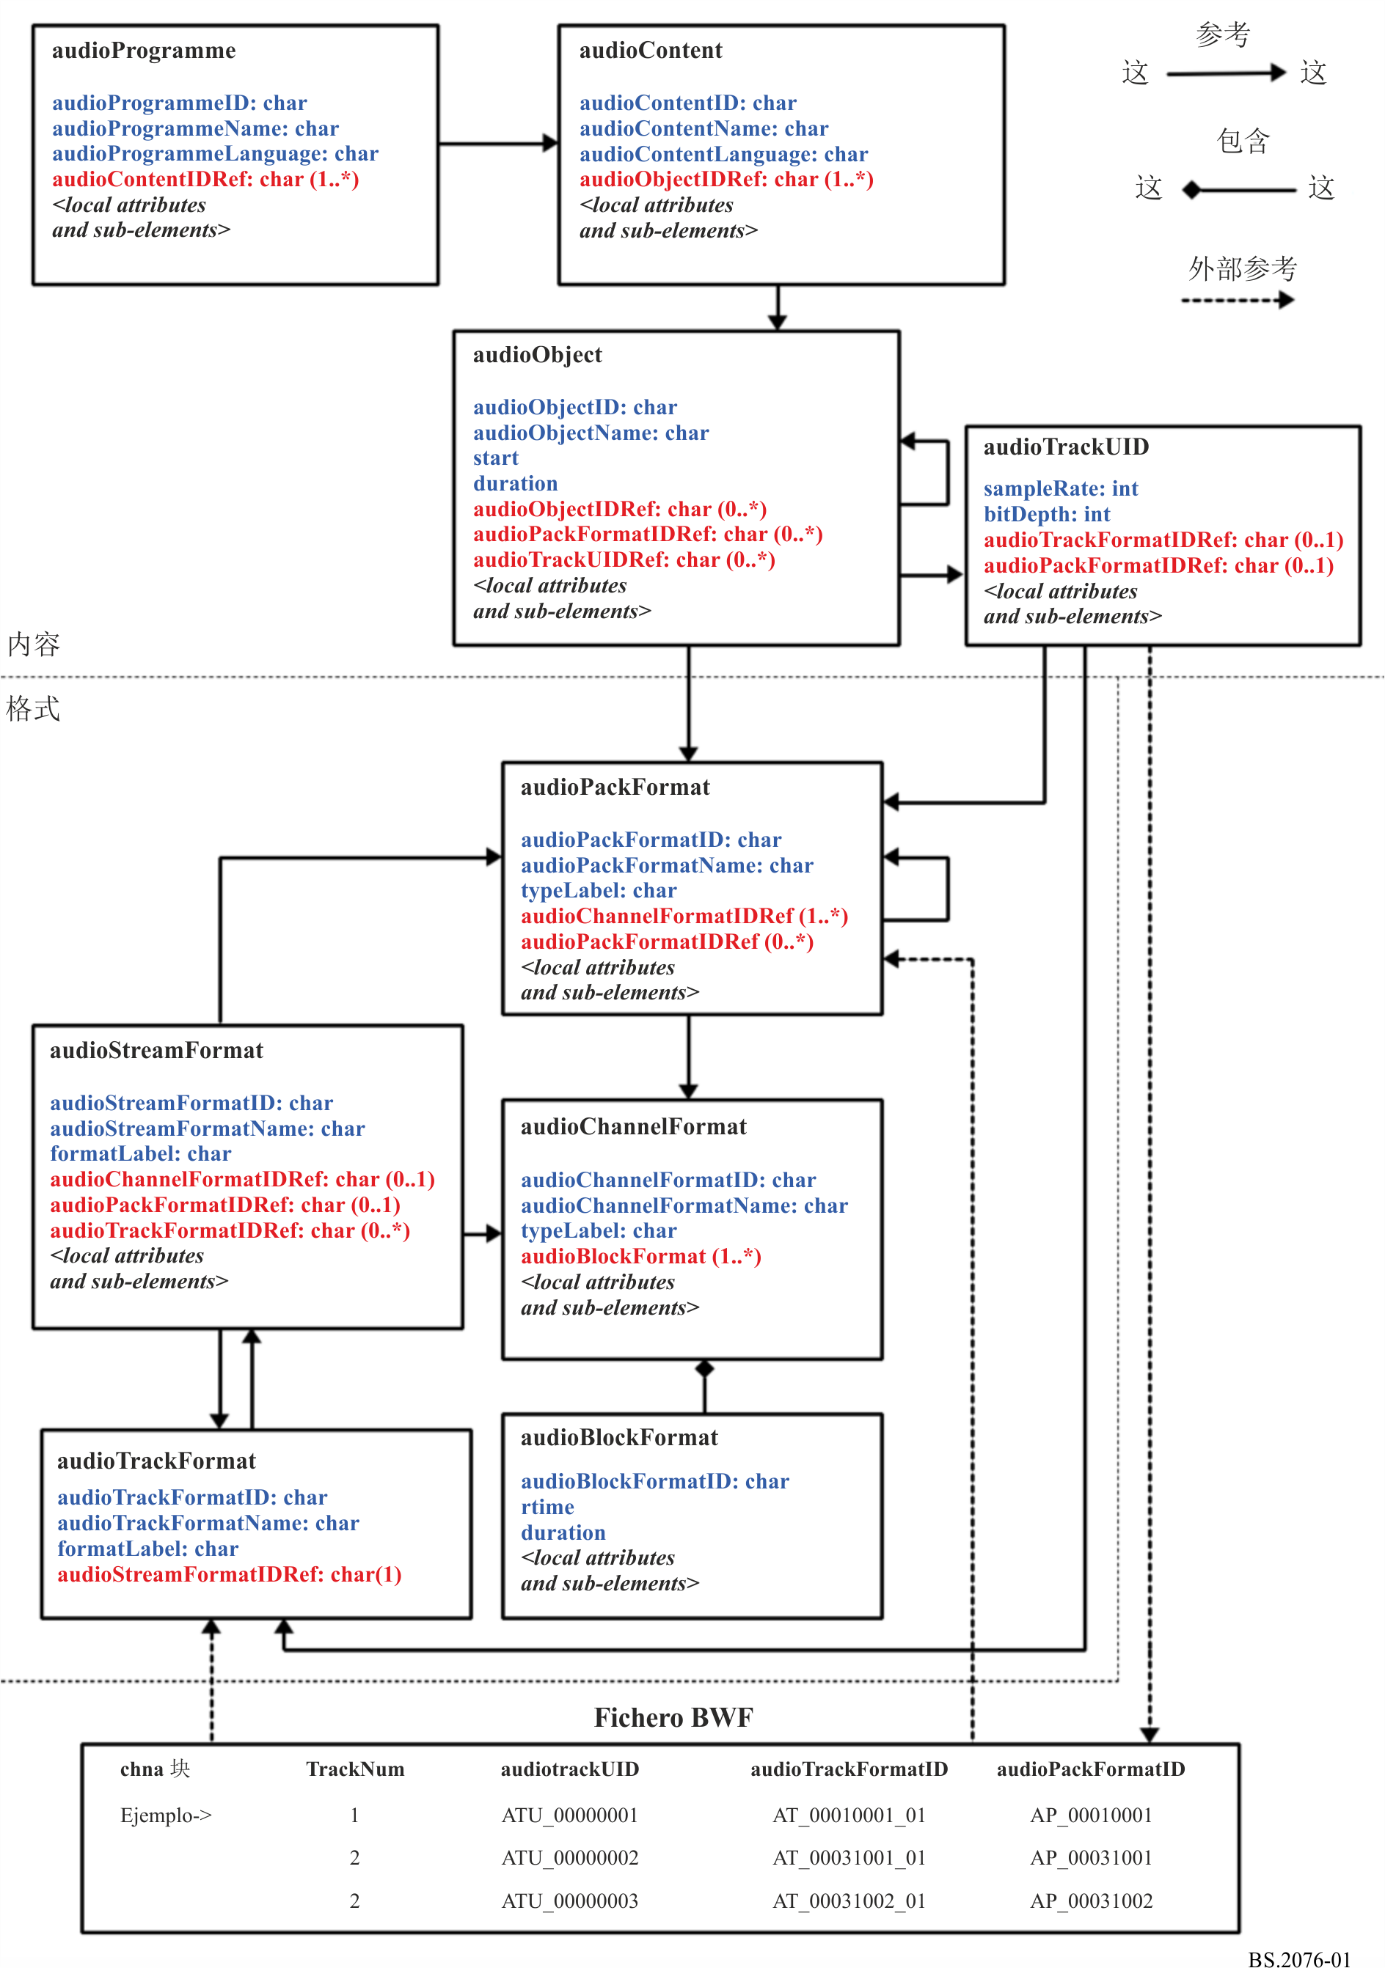 audioProgramme
audioProgrammeID: char
audioProgrammeName: char
audioProgrammeLanguage: char
audioContentIDRef: char (1..*)
<local attributes
and sub-elements>
audioContent
audioContentID: char
audioContentName: char
audioContentLanguage: char
audioObjectIDRef: char (1..*)
<local attributes
and sub-elements>
参考
这 这
包含
这 这
外部参考
audioObject
audioObjectID: char
audioObjectName: char
start
duration
audioObjectIDRef: char (0..*)
audioPackFormatIDRef: char (0..*)
audioTrackUIDRef: char (0..*)
<local attributes
and sub-elements>
audioTrackUID
sampleRate: int
bitDepth: int
audioTrackFormatIDRef: char (0..1)
audioPackFormatIDRef: char (0..1)
<local attributes
and sub-elements>
内容
格式
audioPackFormat
audioPackFormatID: char
audioPackFormatName: char
typeLabel: char
audioChannelFormatIDRef (1..*)
audioPackFormatIDRef (0..*)
<local attributes
and sub-elements>
audioStreamFormat
audioStreamFormatID: char
audioStreamFormatName: char
formatLabel: char
audioChannelFormatIDRef: char (0..1)
audioPackFormatIDRef: char (0..1)
audioTrackFormatIDRef: char (0..*)
<local attributes
and sub-elements>
audioChannelFormat
audioChannelFormatID: char
audioChannelFormatName: char
typeLabel: char
audioBlockFormat (1..*)
<local attributes
and sub-elements>
audioTrackFormat
audioTrackFormatID: char
audioTrackFormatName: char
formatLabel: char
audioStreamFormatIDRef: char(1)
audioBlockFormat
audioBlockFormatID: char
rtime
duration
<local attributes
and sub-elements>
Fichero BWF
chna 块 TrackNum audiotrackUID audioTrackFormatID audioPackFormatID
Ejemplo-> 1 ATU_00000001 AT_00010001_01 AP_00010001
2 ATU_00000002 AT_00031001_01 AP_00031001
2 ATU_00000003 AT_00031002_01 AP_00031002
BS.2076-01